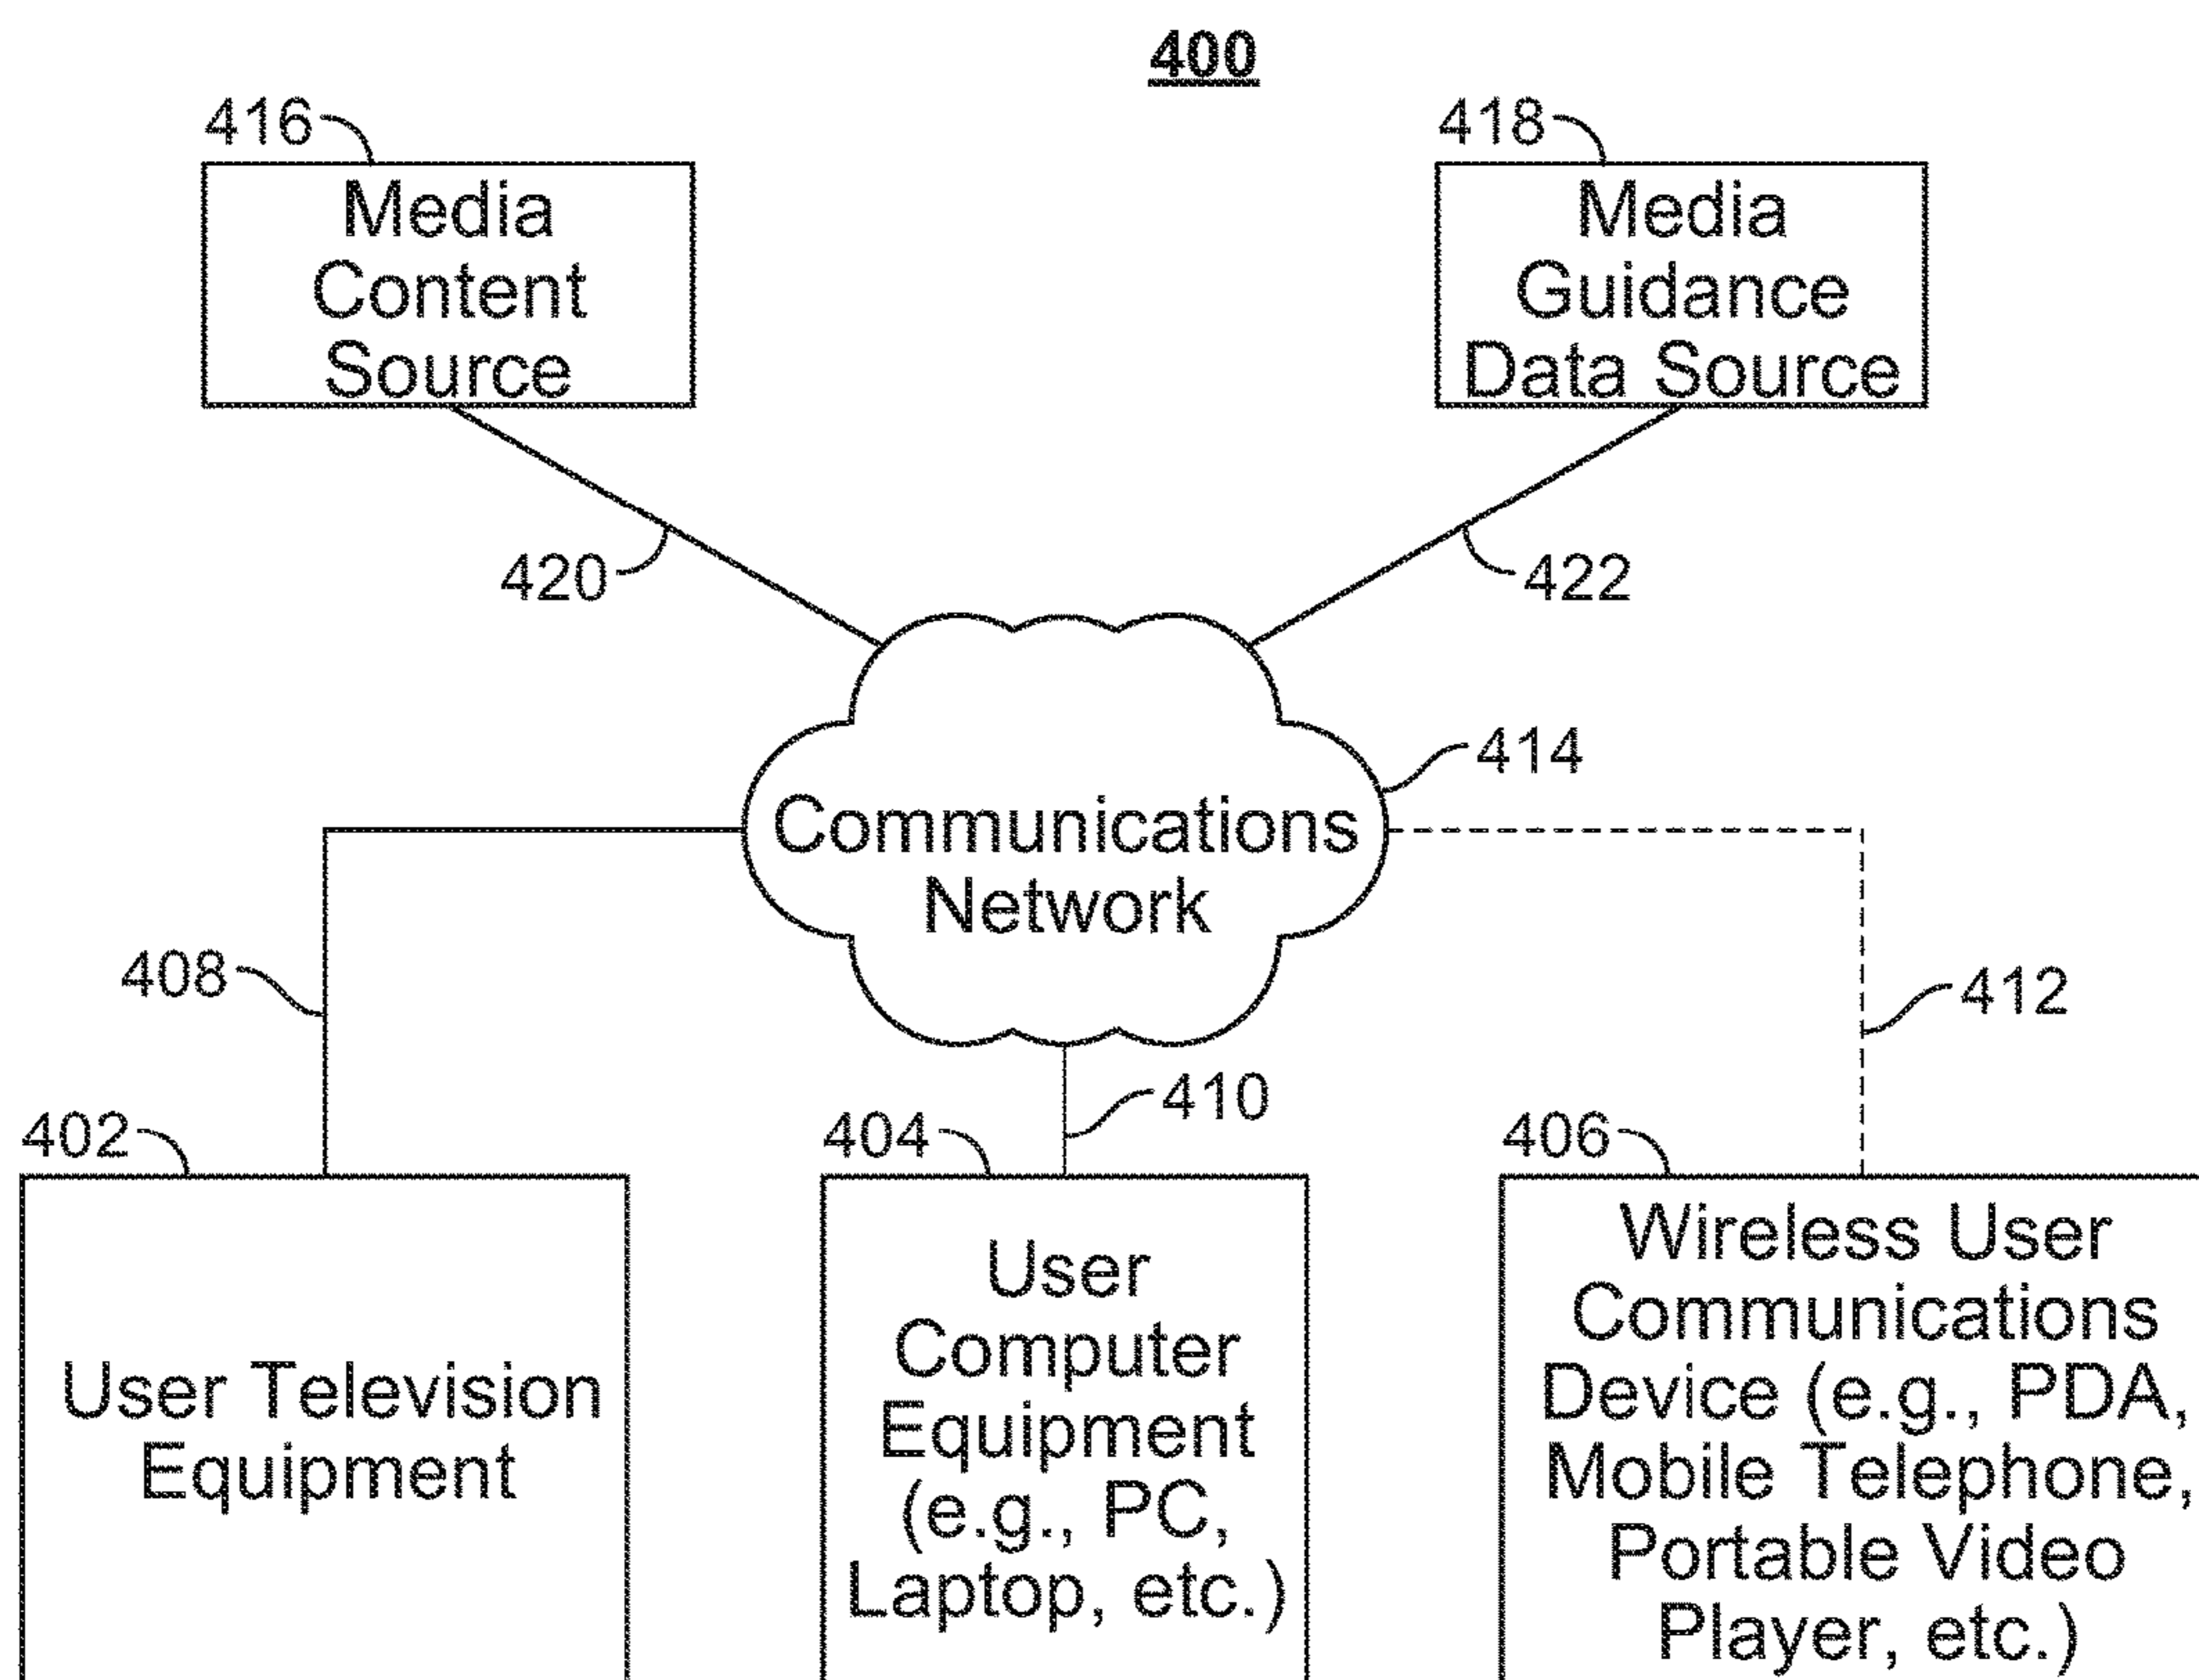 400
416
418
Media
Content
Source
Media
Guidance
Data Source
420
422
414
Communications
Network
408
412
410
402
404
406
User Television
Equipment
User
Computer
Equipment
(e.g., PC,
Laptop, etc.)
Wireless User
Communications
Device (e.g., PDA,
Mobile Telephone,
Portable Video
Player, etc.)